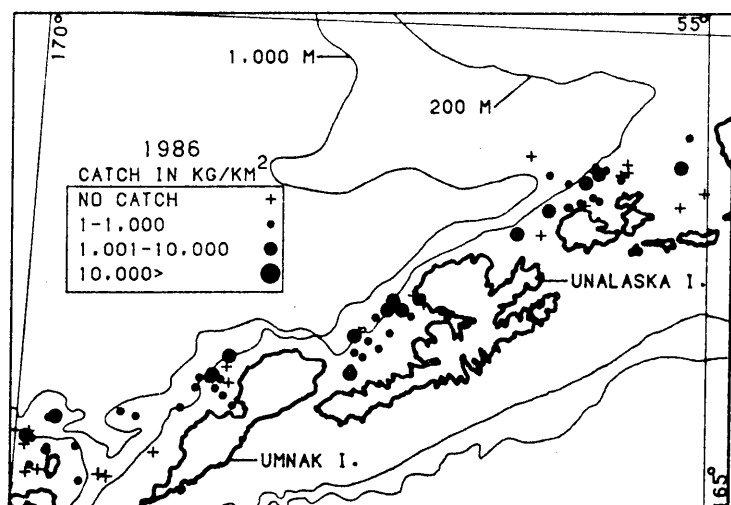 170°
55°
1.000 M
200 M
1986
CATCH IN KG/KM²
NO CATCH +
1-1.000
1.001-10.000
10.000>
UNALASKA I.
UMNAK I.
165°